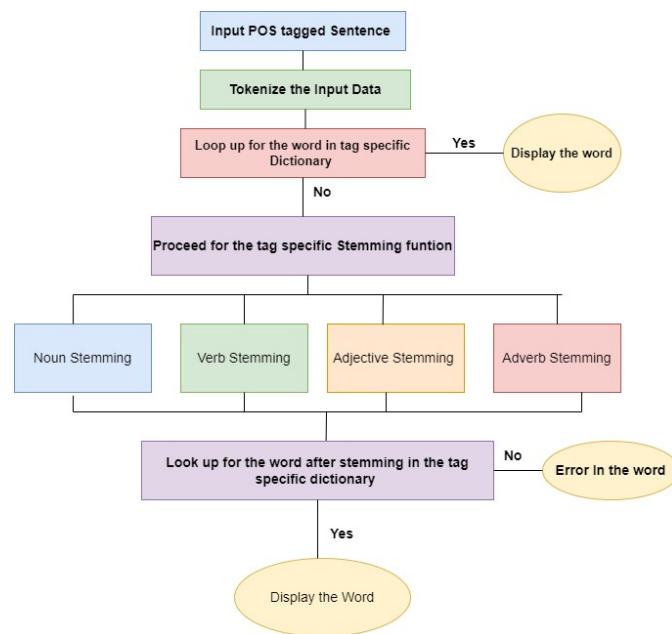 Input POS tagged Sentence
Tokenize the Input Data
Loop up for the word in tag specific
Dictionary
Yes
Display the word
No
Proceed for the tag specific Stemming funtion
Noun Stemming
Verb Stemming
Adjective Stemming
Adverb Stemming
Look up for the word after stemming in the tag
specific dictionary
No
Error In the word
Yes
Display the Word